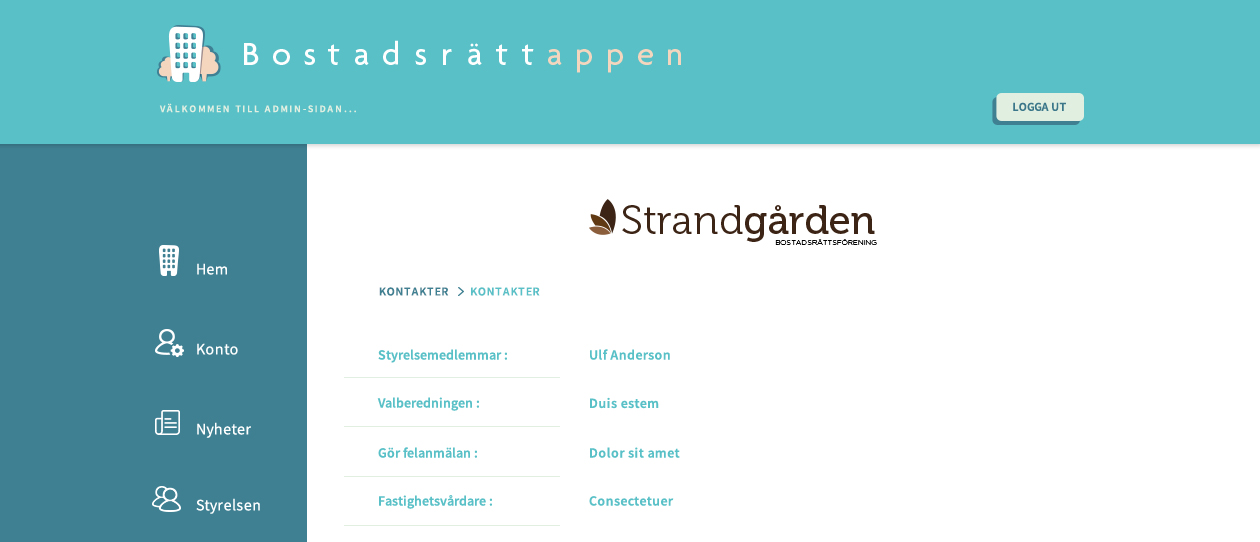 Bostadsrättappen
VÄLKOMMEN TILL ADMIN-SIDAN...
LOGGA UT
Strandgården
BOSTADSRÄTTSFÖRENING
Hem
Konto
Nyheter
Styrelsen
KONTAKTER > KONTAKTER
Styrelsemedlemmar : Ulf Anderson
Valberedningen : Duis estem
Gör felanmälan : Dolor sit amet
Fastighetsvårdare : Consectetuer